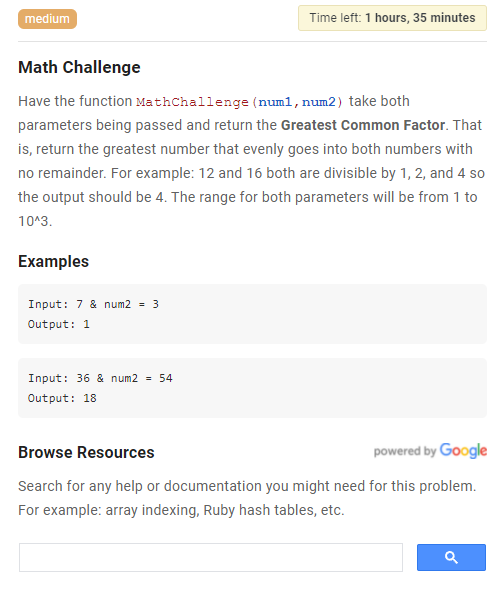 medium
Time left: 1 hours, 35 minutes
Math Challenge
Have the function MathChallenge(num1,num2) take both
parameters being passed and return the Greatest Common Factor. That
is, return the greatest number that evenly goes into both numbers with
no remainder. For example: 12 and 16 both are divisible by 1, 2, and 4 so
the output should be 4. The range for both parameters will be from 1 to
10^3.
Examples
Input: 7 & num2 = 3
Output: 1
Input: 36 & num2 = 54
Output: 18
Browse Resources
powered by Google
Search for any help or documentation you might need for this problem.
For example: array indexing, Ruby hash tables, etc.